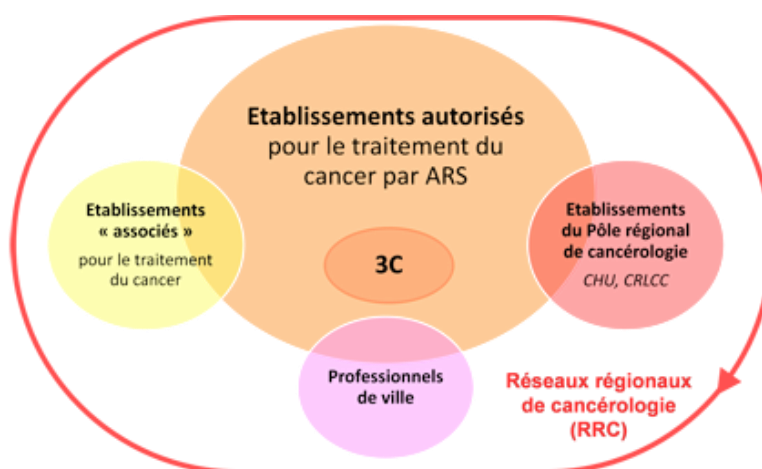 Etablissements autorisés
pour le traitement du
cancer par ARS
Etablissements
« associés »
pour le traitement
du cancer
3C
Etablissements
du Pôle régional
de cancérologie
CHU, CRLCC
Professionnels
de ville
Réseaux régionaux
de cancérologie
(RRC)